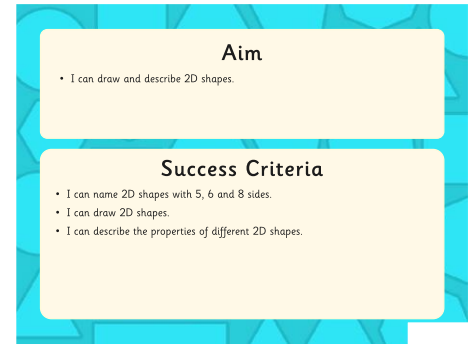 Aim
• I can draw and describe 2D shapes.
Success Criteria
• I can name 2D shapes with 5, 6 and 8 sides.
• I can draw 2D shapes.
• I can describe the properties of different 2D shapes.